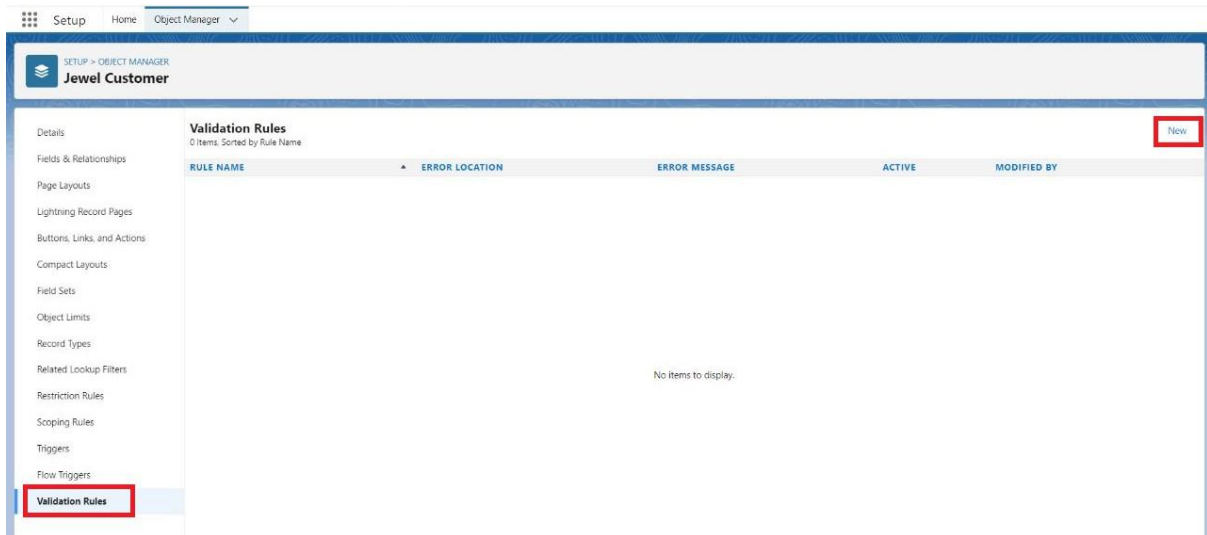 Setup Home Object Manager
SETUP > OBJECT MANAGER
Jewel Customer
Details
Fields & Relationships
Page Layouts
Lightning Record Pages
Buttons, Links, and Actions
Compact Layouts
Field Sets
Object Limits
Record Types
Related Lookup Filters
Restriction Rules
Scoping Rules
Triggers
Flow Triggers
Validation Rules
Validation Rules
0 Items, Sorted by Rule Name
New
RULE NAME ERROR LOCATION ERROR MESSAGE ACTIVE MODIFIED BY
No items to display.